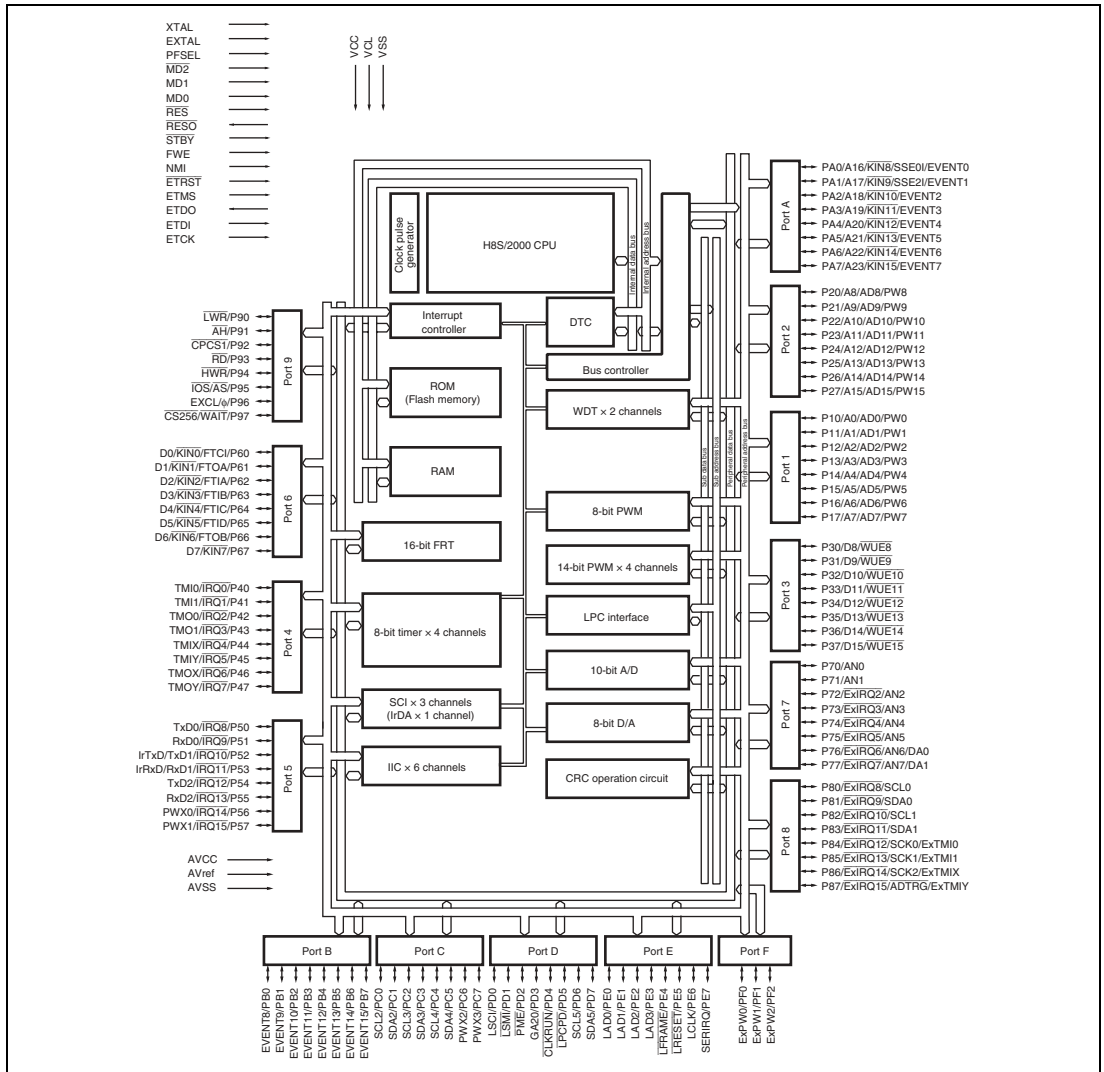 XTAL
EXTAL
PFSEL
MD2
MD1
MD0
RES
RESO
STBY
FWE
NMI
ETRST
ETMS
ETDO
ETDI
ETCK
VCC
VCL
VSS
Clock pulse
generator
H8S/2000 CPU
Internal data bus
Internal address bus
Interrupt
controller
DTC
Bus controller
ROM
(Flash memory)
WDT × 2 channels
RAM
Sub data bus
Sub address bus
Peripheral data bus
Peripheral address bus
8-bit PWM
16-bit FRT
14-bit PWM × 4 channels
LPC interface
8-bit timer × 4 channels
10-bit A/D
SCI × 3 channels
(IrDA × 1 channel)
8-bit D/A
IIC × 6 channels
CRC operation circuit
LWR/P90
AH/P91
CPCS1/P92
RD/P93
HWR/P94
IOS/AS/P95
EXCL/φ/P96
CS256/WAIT/P97
Port 9
D0/KIN0/FTCI/P60
D1/KIN1/FTOA/P61
D2/KIN2/FTIA/P62
D3/KIN3/FTIB/P63
D4/KIN4/FTIC/P64
D5/KIN5/FTID/P65
D6/KIN6/FTOB/P66
D7/KIN7/P67
Port 6
TMI0/IRQ0/P40
TMI1/IRQ1/P41
TMO0/IRQ2/P42
TMO1/IRQ3/P43
TMIX/IRQ4/P44
TMIY/IRQ5/P45
TMOX/IRQ6/P46
TMOY/IRQ7/P47
Port 4
TxD0/IRQ8/P50
RxD0/IRQ9/P51
IrTxD/TxD1/IRQ10/P52
IrRxD/RxD1/IRQ11/P53
TxD2/IRQ12/P54
RxD2/IRQ13/P55
PWX0/IRQ14/P56
PWX1/IRQ15/P57
Port 5
AVCC
AVref
AVSS
Port A
PA0/A16/KIN8/SSE0I/EVENT0
PA1/A17/KIN9/SSE2I/EVENT1
PA2/A18/KIN10/EVENT2
PA3/A19/KIN11/EVENT3
PA4/A20/KIN12/EVENT4
PA5/A21/KIN13/EVENT5
PA6/A22/KIN14/EVENT6
PA7/A23/KIN15/EVENT7
Port 2
P20/A8/AD8/PW8
P21/A9/AD9/PW9
P22/A10/AD10/PW10
P23/A11/AD11/PW11
P24/A12/AD12/PW12
P25/A13/AD13/PW13
P26/A14/AD14/PW14
P27/A15/AD15/PW15
Port 1
P10/A0/AD0/PW0
P11/A1/AD1/PW1
P12/A2/AD2/PW2
P13/A3/AD3/PW3
P14/A4/AD4/PW4
P15/A5/AD5/PW5
P16/A6/AD6/PW6
P17/A7/AD7/PW7
Port 3
P30/D8/WUE8
P31/D9/WUE9
P32/D10/WUE10
P33/D11/WUE11
P34/D12/WUE12
P35/D13/WUE13
P36/D14/WUE14
P37/D15/WUE15
Port 7
P70/AN0
P71/AN1
P72/ExIRQ2/AN2
P73/ExIRQ3/AN3
P74/ExIRQ4/AN4
P75/ExIRQ5/AN5
P76/ExIRQ6/AN6/DA0
P77/ExIRQ7/AN7/DA1
Port 8
P80/ExIRQ8/SCL0
P81/ExIRQ9/SDA0
P82/ExIRQ10/SCL1
P83/ExIRQ11/SDA1
P84/ExIRQ12/SCK0/ExTMI0
P85/ExIRQ13/SCK1/ExTMI1
P86/ExIRQ14/SCK2/ExTMIX
P87/ExIRQ15/ADTRG/ExTMIY
Port B
Port C
Port D
Port E
Port F
EVENT8/PB0
EVENT9/PB1
EVENT10/PB2
EVENT11/PB3
EVENT12/PB4
EVENT13/PB5
EVENT14/PB6
EVENT15/PB7
SCL2/PC0
SDA2/PC1
SCL3/PC2
SDA3/PC3
SCL4/PC4
SDA4/PC5
PWX2/PC6
PWX3/PC7
LSCI/PD0
LSMI/PD1
PME/PD2
GA20/PD3
CLKRUN/PD4
LPCPD/PD5
SCL5/PD6
SDA5/PD7
LAD0/PE0
LAD1/PE1
LAD2/PE2
LAD3/PE3
LFRAME/PE4
LRESET/PE5
LCLK/PE6
SERIRQ/PE7
ExPW0/PF0
ExPW1/PF1
ExPW2/PF2